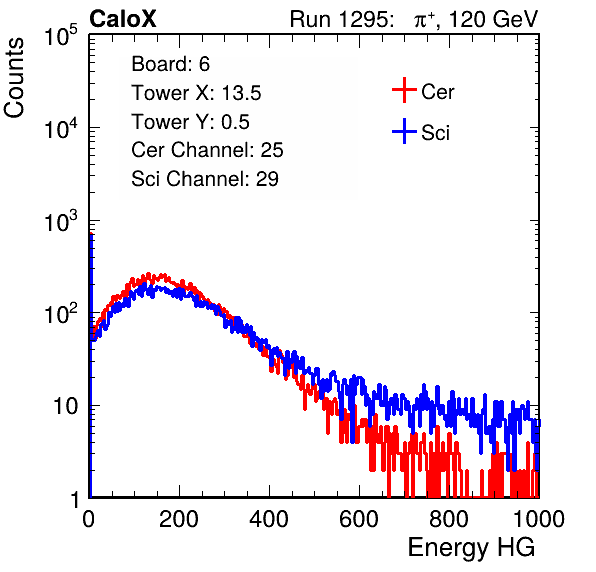 CaloX Run 1295: π⁺, 120 GeV
Counts
10⁵
10⁴
10³
10²
10
1
Board: 6
Tower X: 13.5
Tower Y: 0.5
Cer Channel: 25
Sci Channel: 29
Cer
Sci
0 200 400 600 800 1000
Energy HG